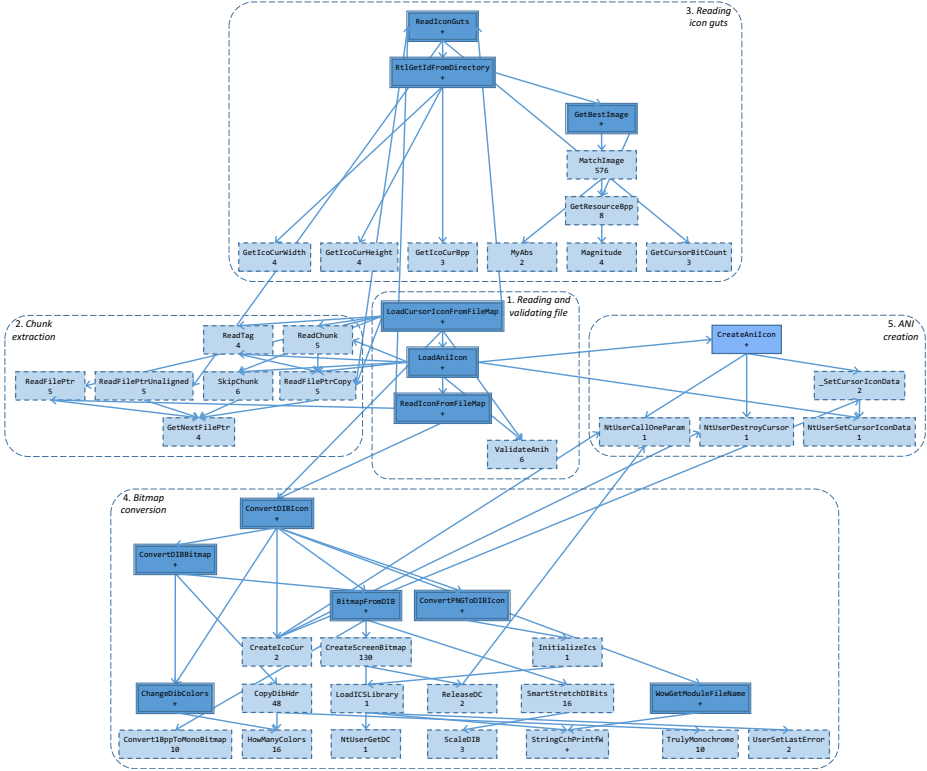 3. Reading
icon guts
ReadIconGuts
+
RtlGetIdFromDirectory
+
GetBestImage
+
MatchImage
576
GetResourceBpp
8
GetIcoCurWidth
4
GetIcoCurHeight
4
GetIcoCurBpp
3
MyAbs
2
Magnitude
4
GetCursorBitCount
3
1. Reading and
validating file
LoadCursorIconFromFileMap
+
LoadAniIcon
+
ReadIconFromFileMap
+
ValidateAnih
6
2. Chunk
extraction
ReadTag
4
ReadChunk
5
ReadFilePtr
5
ReadFilePtrUnaligned
5
SkipChunk
6
ReadFilePtrCopy
5
GetNextFilePtr
4
5. ANI
creation
CreateAniIcon
+
_SetCursorIconData
2
NtUserCallOneParam
1
NtUserDestroyCursor
1
NtUserSetCursorIconData
1
4. Bitmap
conversion
ConvertDIBIcon
+
ConvertDIBBitmap
+
BitmapFromDIB
+
ConvertPNGToDIBIcon
+
CreateIcoCur
2
CreateScreenBitmap
130
InitializeIcs
1
ChangeDibColors
+
CopyDibHdr
48
LoadICSLibrary
1
ReleaseDC
2
SmartStretchDIBits
16
WowGetModuleFileName
+
Convert1BppToMonoBitmap
10
HowManyColors
16
NtUserGetDC
1
ScaleDIB
3
StringCchPrintfW
+
TrulyMonochrome
10
UserSetLastError
2